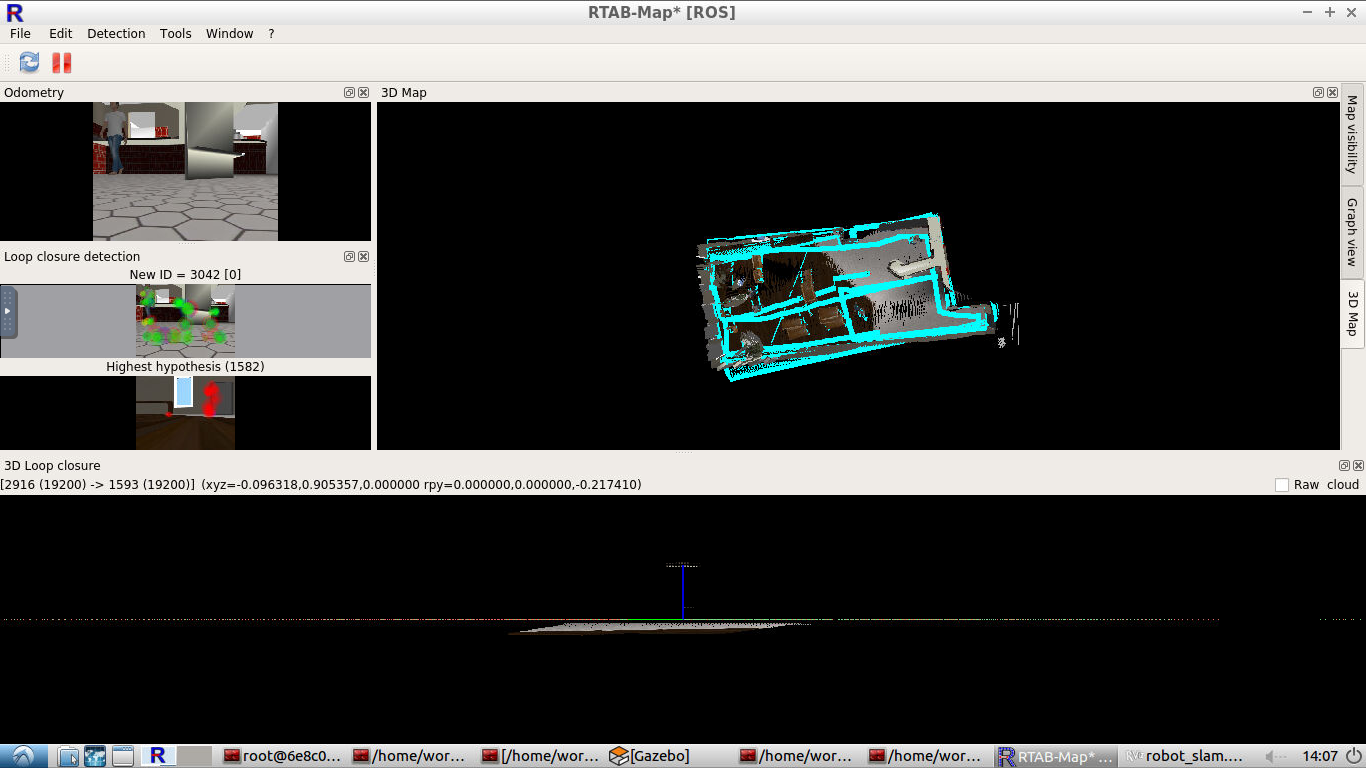 RTAB-Map* [ROS]
File Edit Detection Tools Window ?
Odometry
3D Map
Map visibility
Graph view
3D Map
Loop closure detection
New ID = 3042 [0]
Highest hypothesis (1582)
3D Loop closure
[2916 (19200) -> 1593 (19200)] (xyz=-0.096318,0.905357,0.000000 rpy=0.000000,0.000000,-0.217410)
Raw cloud
root@6e8c0... /home/wor... [/home/wor... [Gazebo] /home/wor... /home/wor... RTAB-Map* ... robot_slam.... 14:07